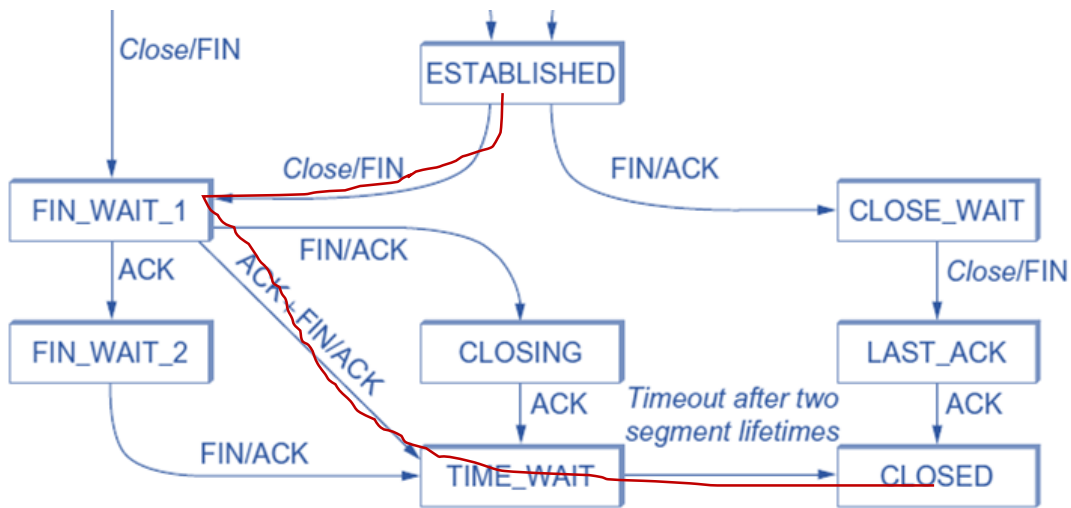 Close/FIN
ESTABLISHED
Close/FIN
FIN/ACK
FIN_WAIT_1
CLOSE_WAIT
FIN/ACK
ACK
ACK + FIN/ACK
Close/FIN
FIN_WAIT_2
CLOSING
LAST_ACK
ACK
Timeout after two
segment lifetimes
ACK
FIN/ACK
TIME_WAIT
CLOSED